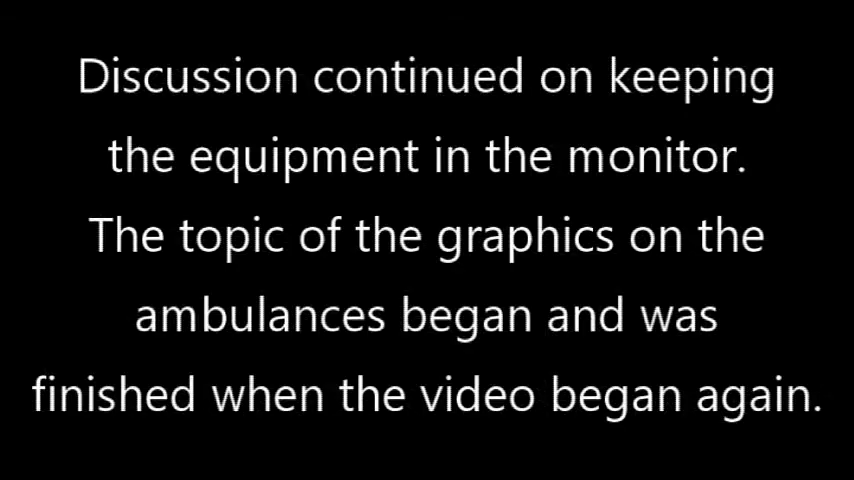 Discussion continued on keeping
the equipment in the monitor.
The topic of the graphics on the
ambulances began and was
finished when the video began again.